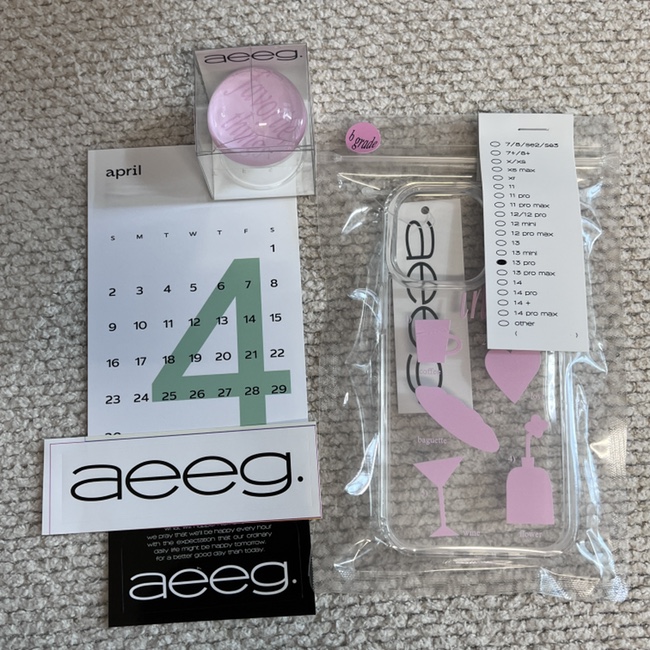 aeeg.
april
S M T W T F S
1
2 3 4 5 6 7 8
9 10 11 12 13 14 15
16 17 18 19 20 21 22
23 24 25 26 27 28 29
30
4
aeeg.
we pray that we'll be happy every hour
with the expectation that our ordinary
daily life might be happy tomorrow.
for a better good day than today.
aeeg.
b grade
7/8/se2/se3
7+/8+
x/xs
xs max
xr
11
11 pro
11 pro max
12/12 pro
12 mini
12 pro max
13
13 mini
13 pro
13 pro max
14
14 pro
14 +
14 pro max
other
( )
aeeg
coffee
baguette